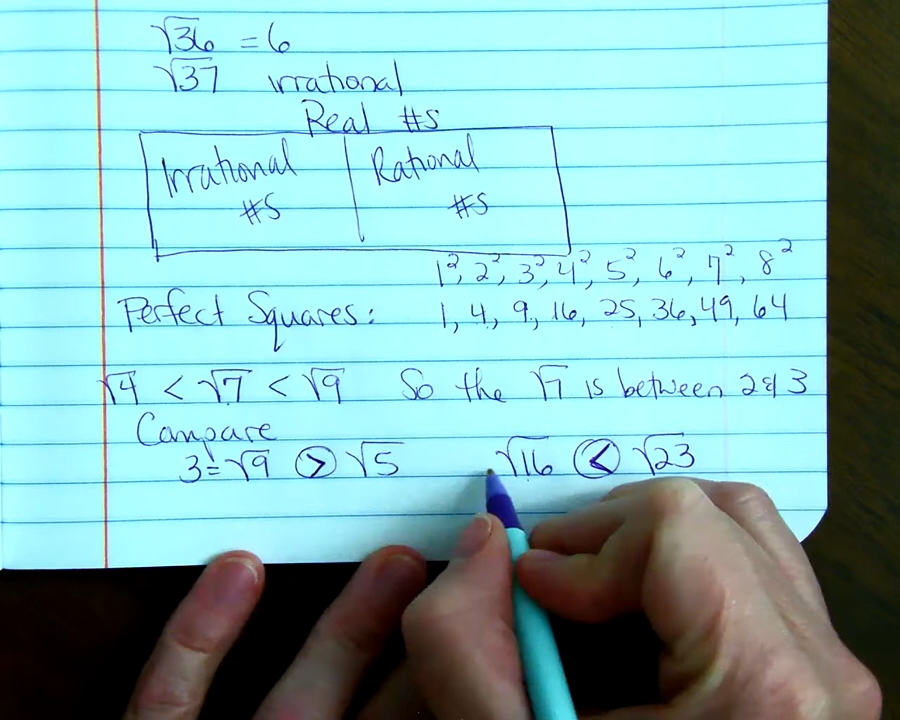 √36 = 6
√37 irrational
Real #s
Irrational #s
Rational #s
1², 2², 3², 4², 5², 6², 7², 8²
Perfect Squares: 1, 4, 9, 16, 25, 36, 49, 64
√4 < √7 < √9 So the √7 is between 2 & 3
Compare
3 = √9 > √5 √16 < √23